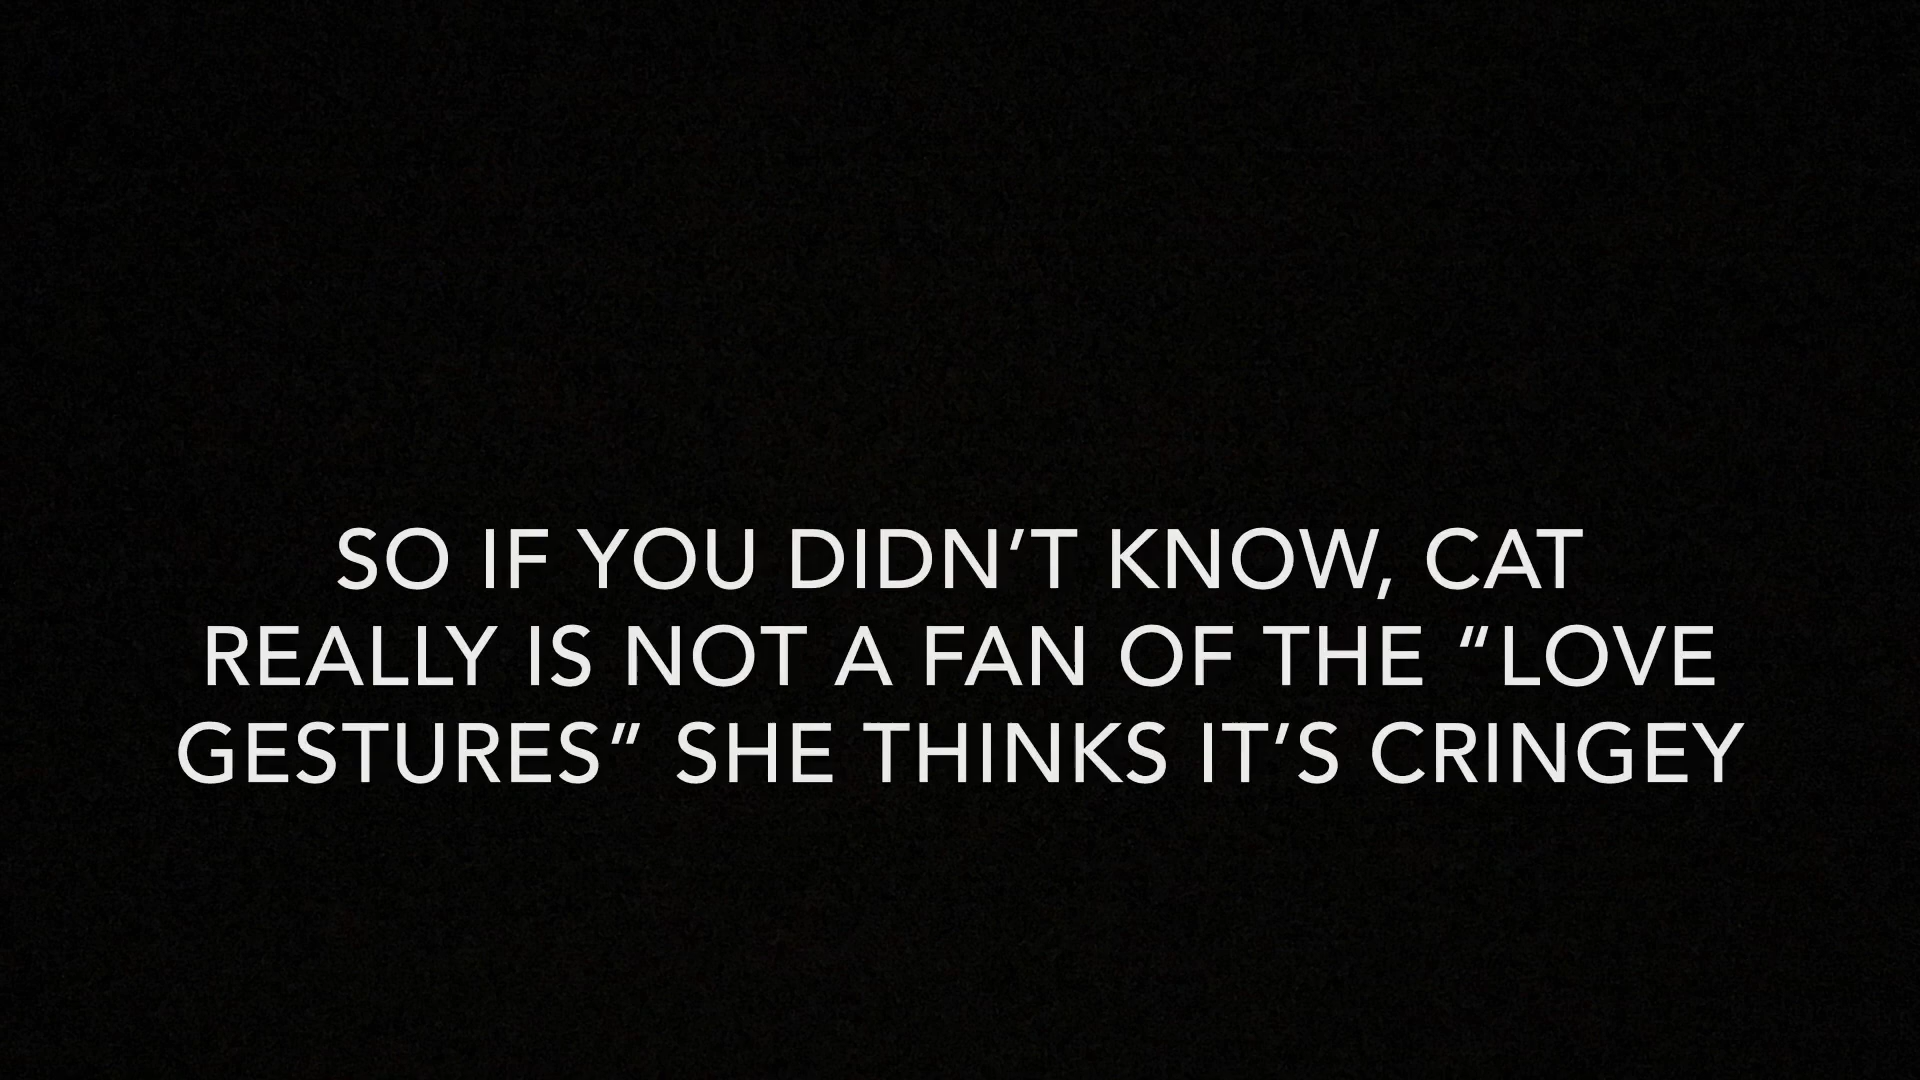 SO IF YOU DIDN’T KNOW, CAT
REALLY IS NOT A FAN OF THE “LOVE
GESTURES” SHE THINKS IT’S CRINGEY